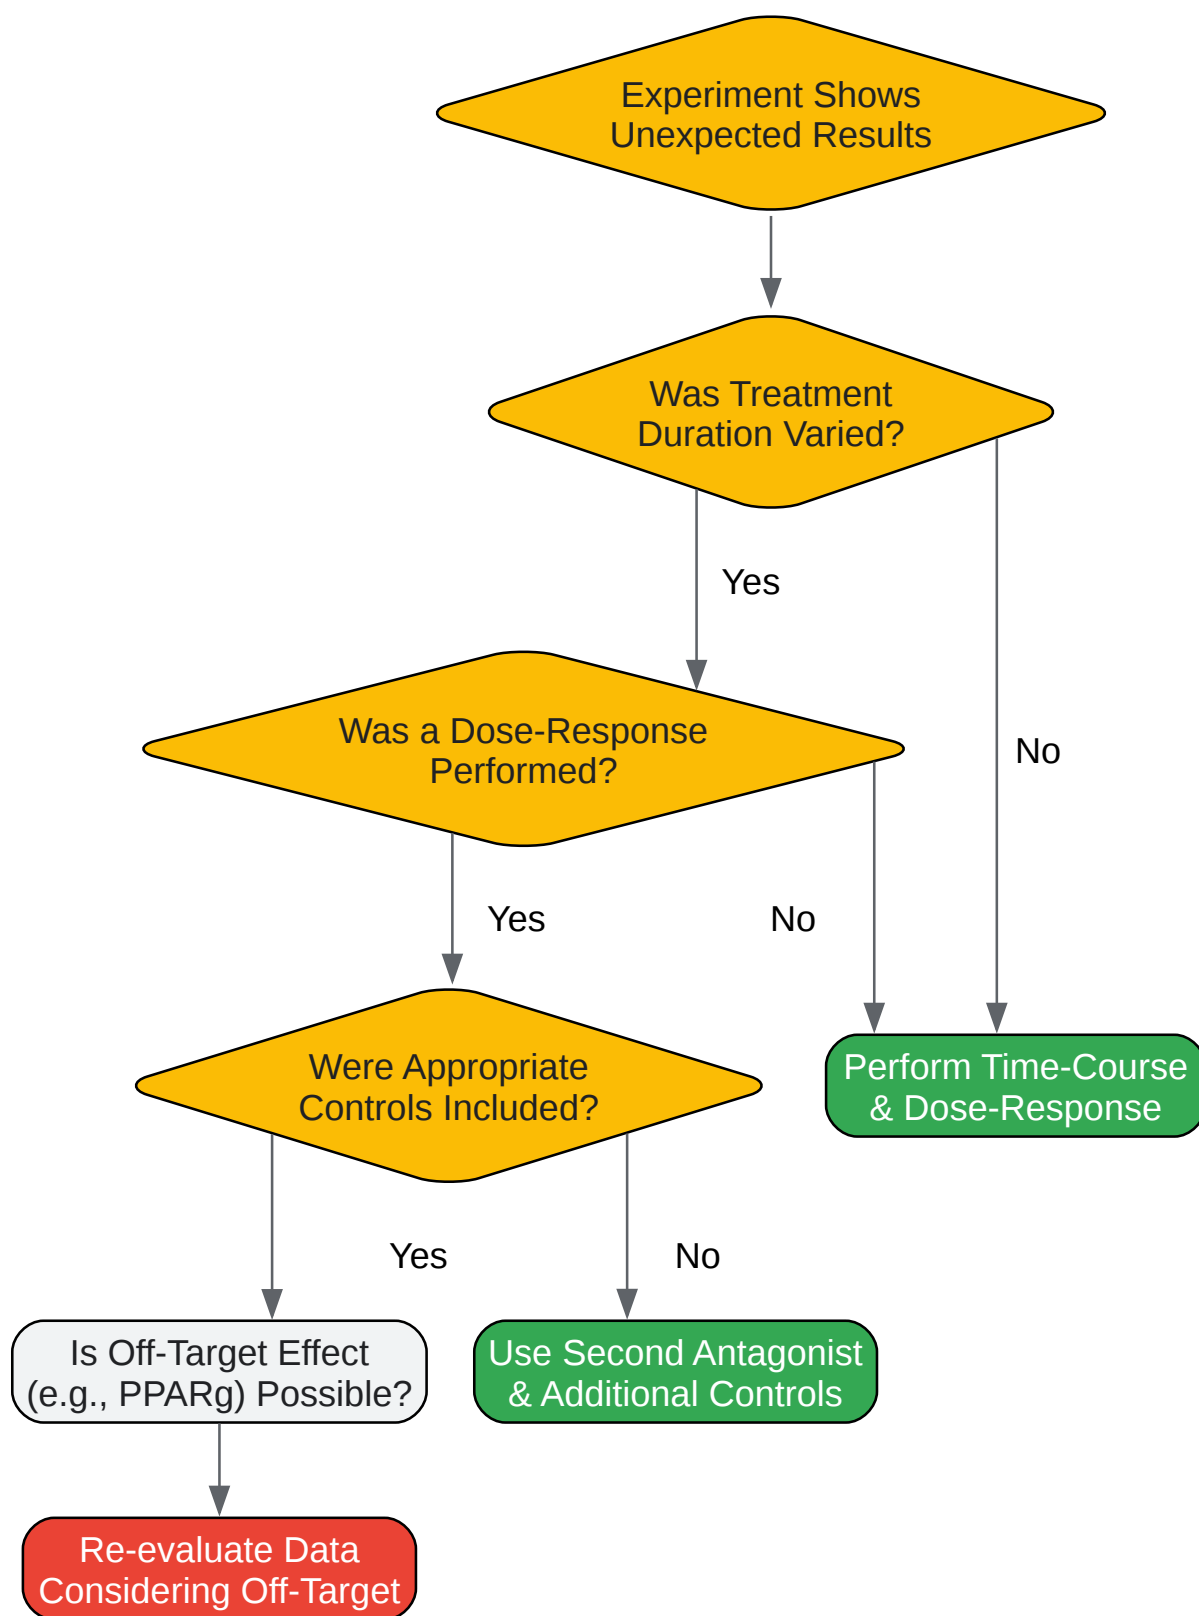 Experiment Shows
Unexpected Results
Was Treatment
Duration Varied?
Yes
Was a Dose-Response
Performed?
No
Yes
No
Were Appropriate
Controls Included?
Perform Time-Course
& Dose-Response
Yes
No
Is Off-Target Effect
(e.g., PPARg) Possible?
Use Second Antagonist
& Additional Controls
Re-evaluate Data
Considering Off-Target